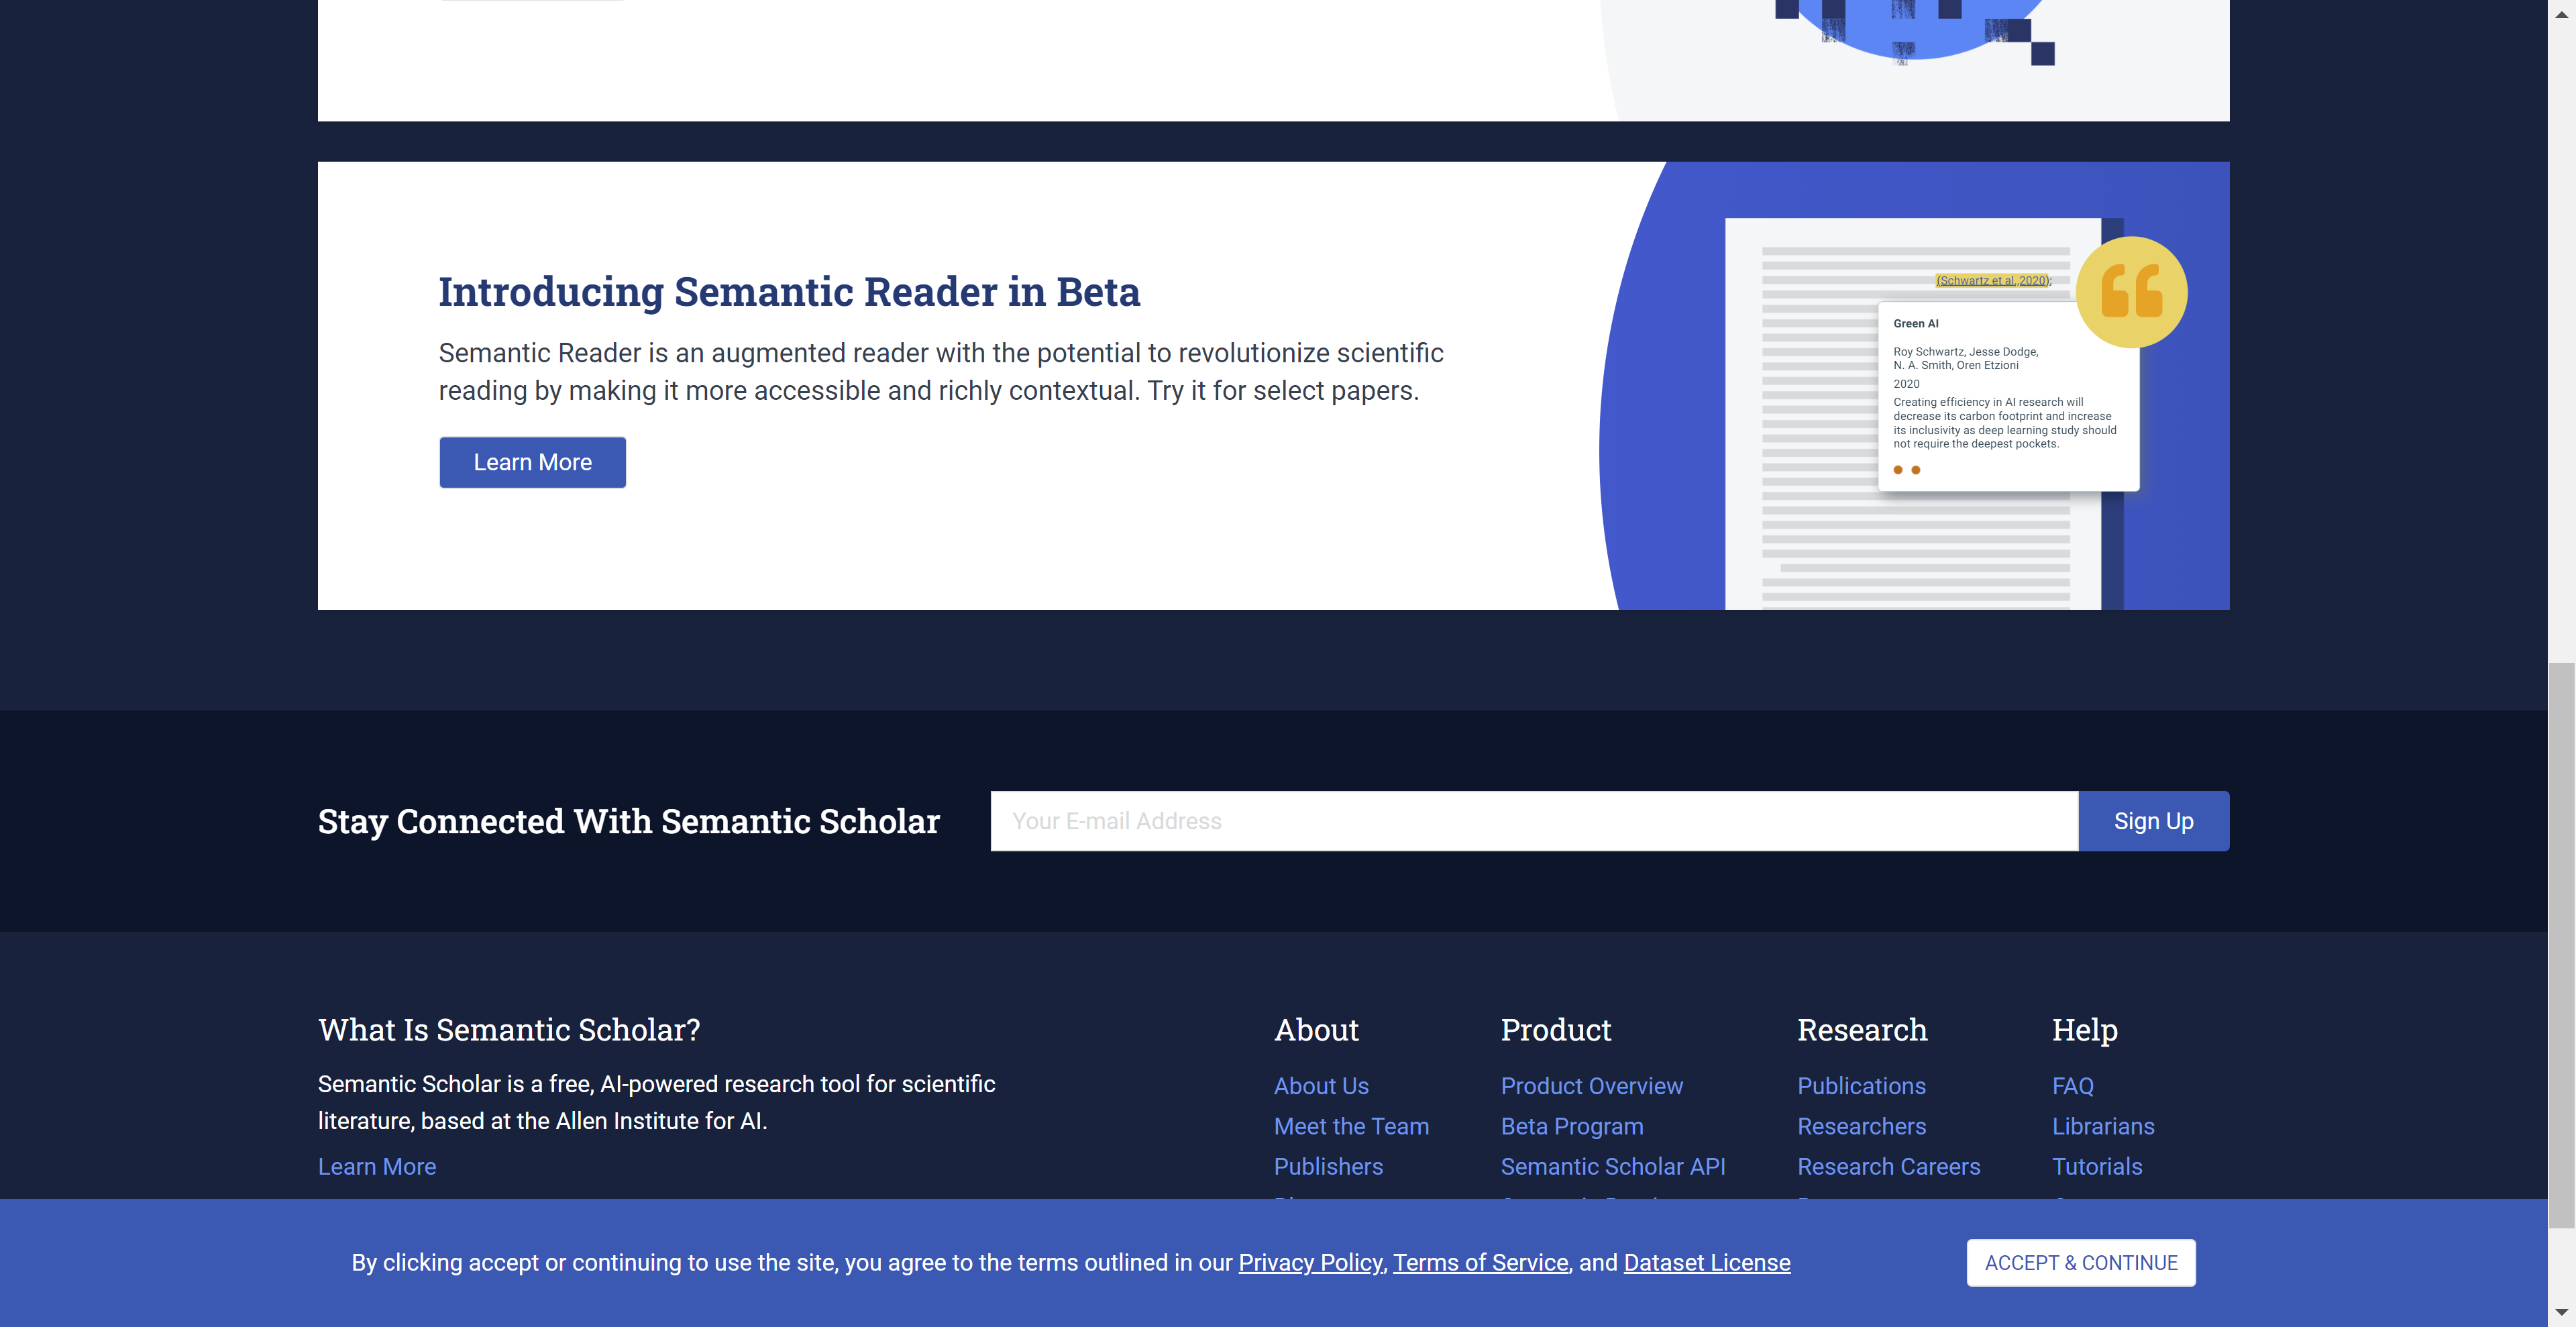 Introducing Semantic Reader in Beta
Semantic Reader is an augmented reader with the potential to revolutionize scientific
reading by making it more accessible and richly contextual. Try it for select papers.
Learn More
(Schwartz et al.,2020);
Green AI
Roy Schwartz, Jesse Dodge,
N. A. Smith, Oren Etzioni
2020
Creating efficiency in AI research will
decrease its carbon footprint and increase
its inclusivity as deep learning study should
not require the deepest pockets.
Stay Connected With Semantic Scholar
Your E-mail Address
Sign Up
What Is Semantic Scholar?
Semantic Scholar is a free, AI-powered research tool for scientific
literature, based at the Allen Institute for AI.
Learn More
About
About Us
Meet the Team
Publishers
Product
Product Overview
Beta Program
Semantic Scholar API
Research
Publications
Researchers
Research Careers
Help
FAQ
Librarians
Tutorials
By clicking accept or continuing to use the site, you agree to the terms outlined in our Privacy Policy, Terms of Service, and Dataset License
ACCEPT & CONTINUE